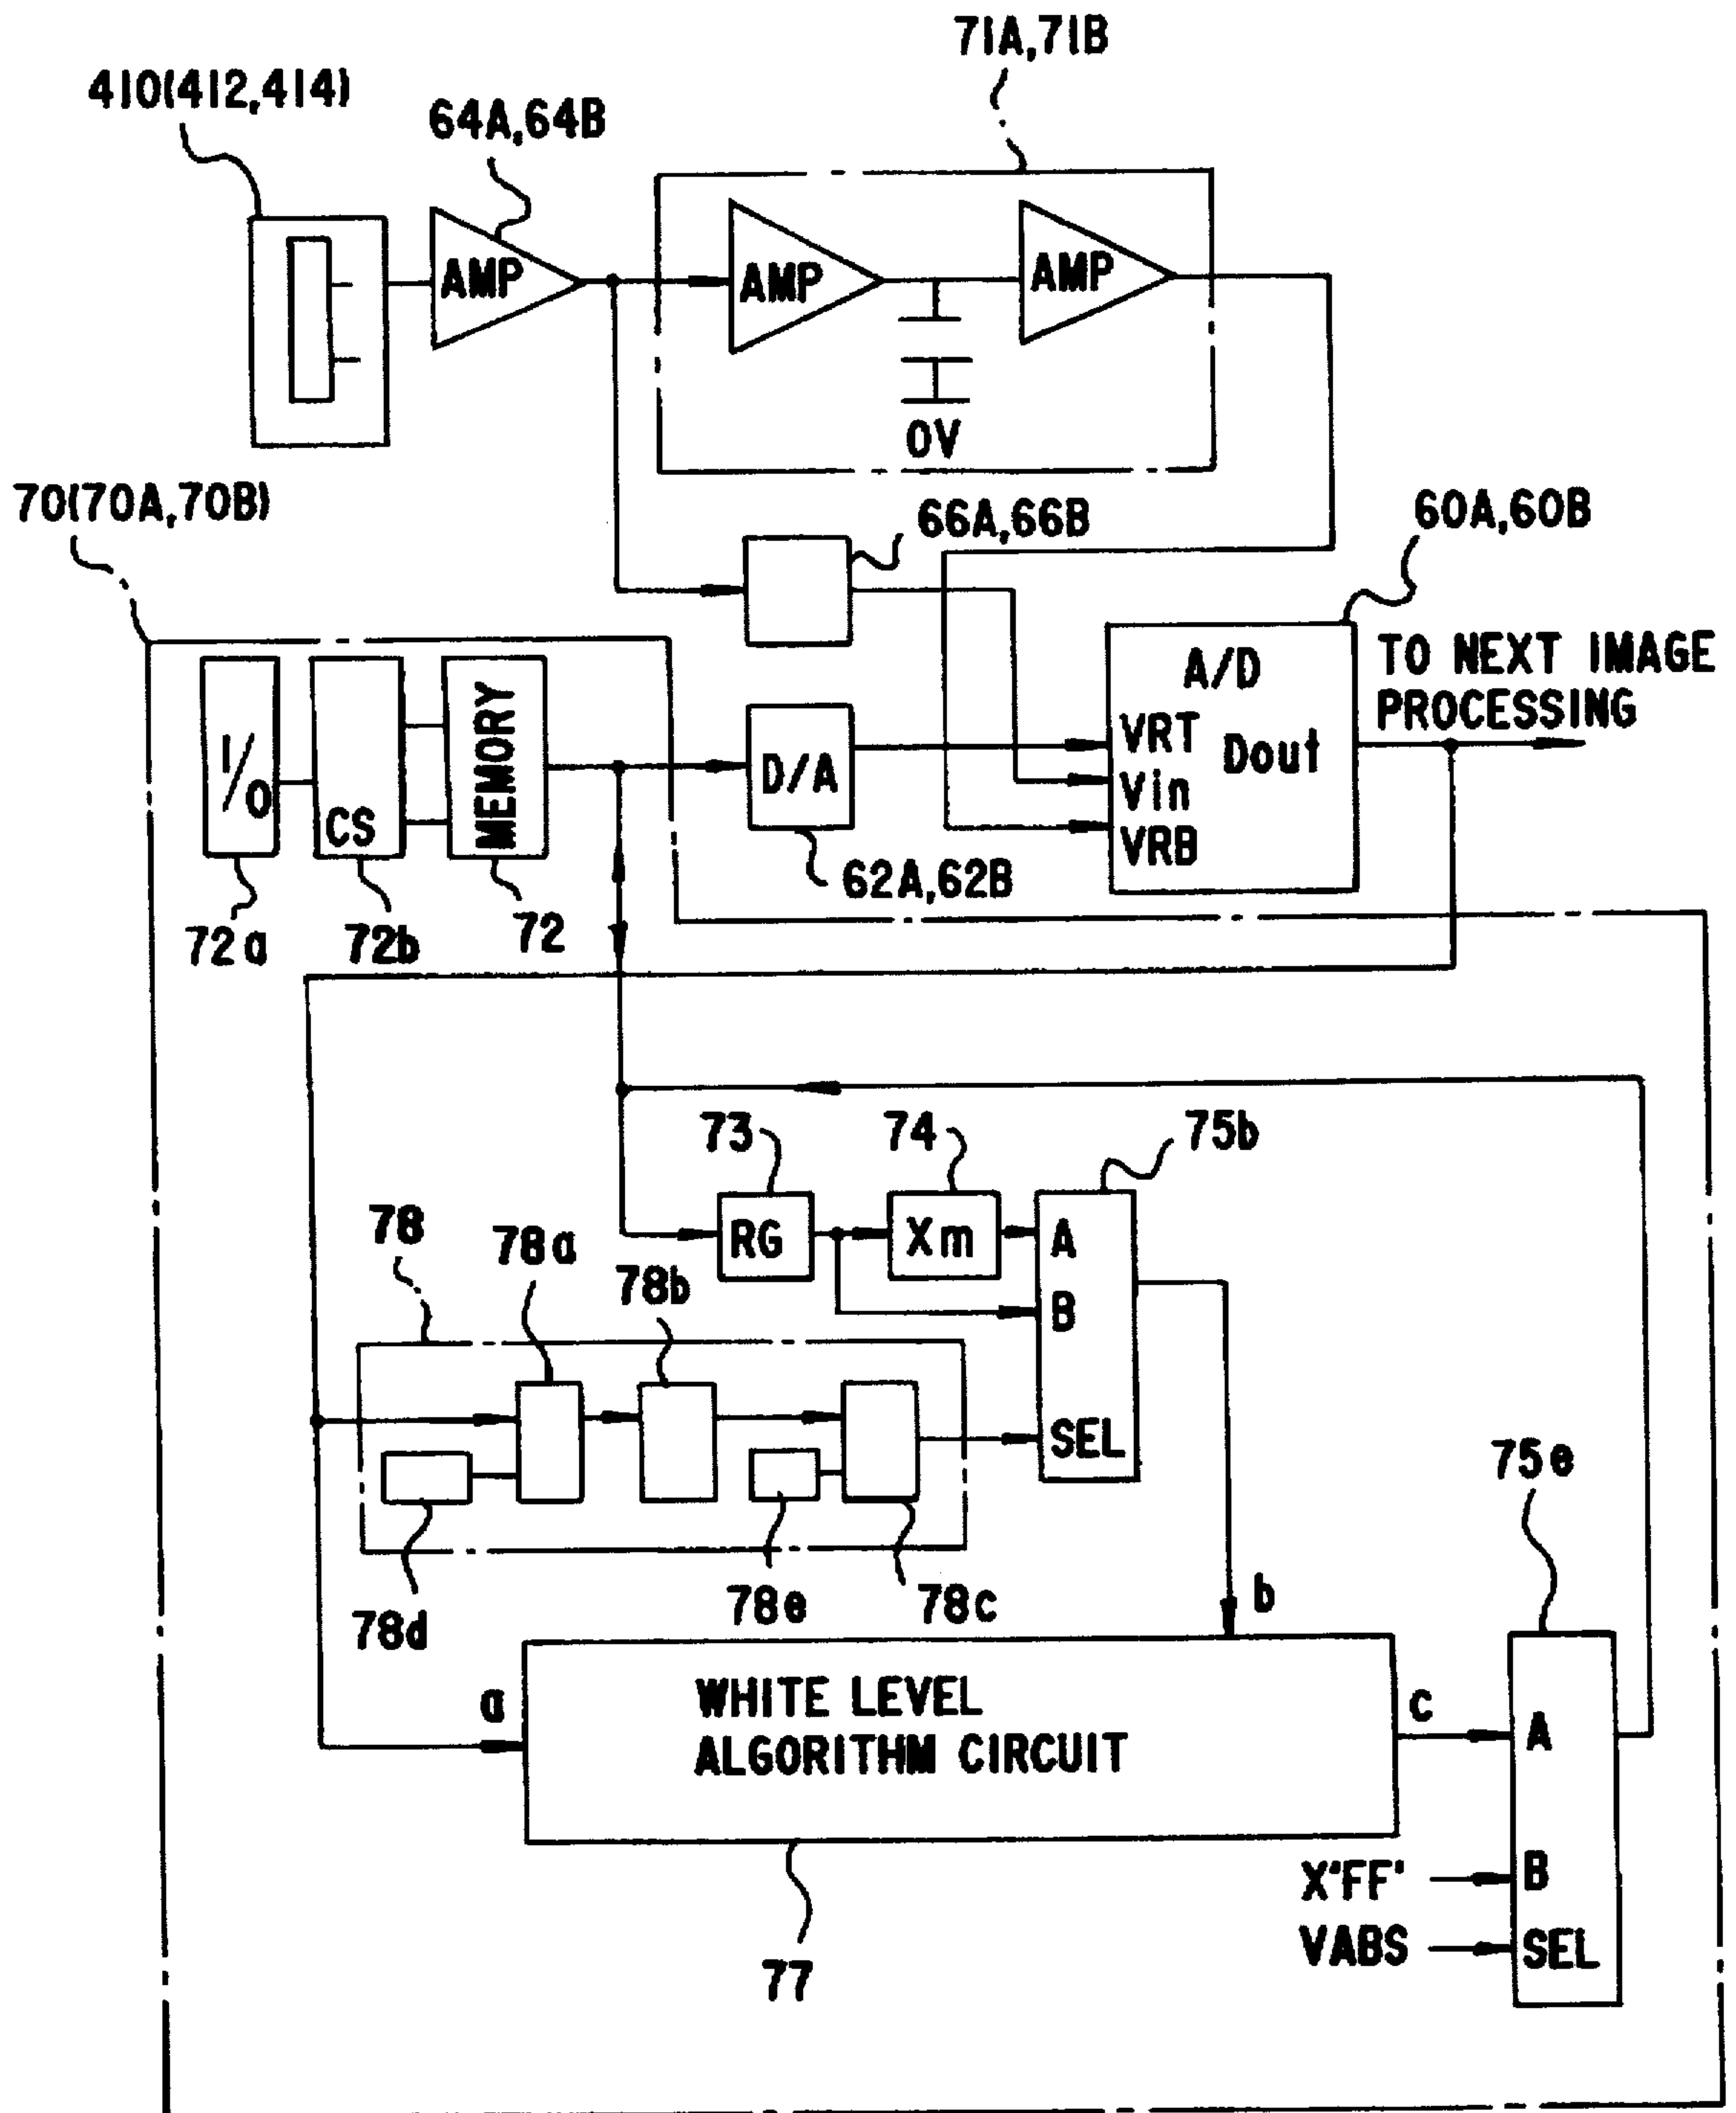 71A,71B
410(412,414)
64A,64B
AMP
AMP
AMP
0V
70(70A,70B)
66A,66B
60A,60B
A/D
TO NEXT IMAGE
PROCESSING
I/O
CS
MEMORY
D/A
VRT
Dout
Vin
VRB
62A,62B
72a
72b
72
73
74
75b
RG
Xm
A
B
SEL
78
78a
78b
75e
78d
78e
78c
b
a
WHITE LEVEL
ALGORITHM CIRCUIT
c
A
X'FF'
B
VABS
SEL
77